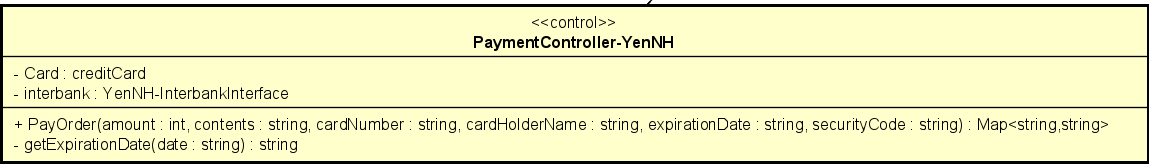 <<control>>
PaymentController-YenNH
- Card : creditCard
- interbank : YenNH-InterbankInterface
+ PayOrder(amount : int, contents : string, cardNumber : string, cardHolderName : string, expirationDate : string, securityCode : string) : Map<string,string>
- getExpirationDate(date : string) : string